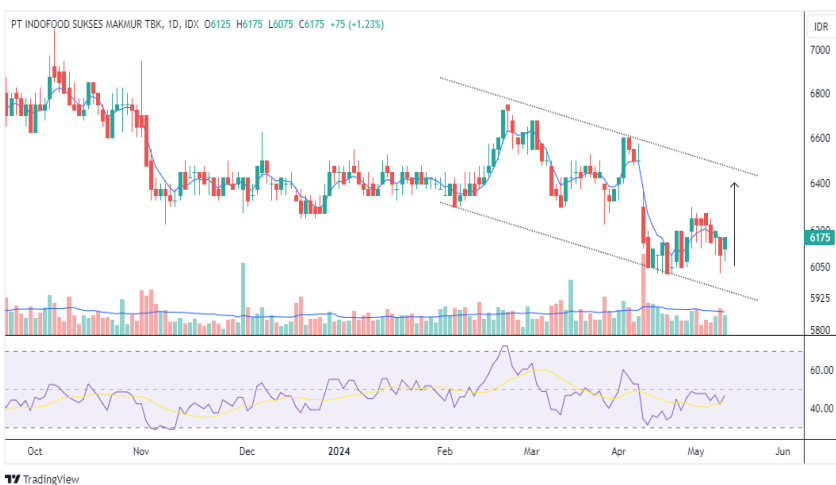 PT INDOFOOD SUKSES MAKMUR TBK, 1D, IDX O6125 H6175 L6075 C6175 +75 (+1.23%)
IDR
7000
6800
6600
6400
6200
6175
6050
5925
5800
60.00
40.00
Oct Nov Dec 2024 Feb Mar Apr May Jun
TradingView